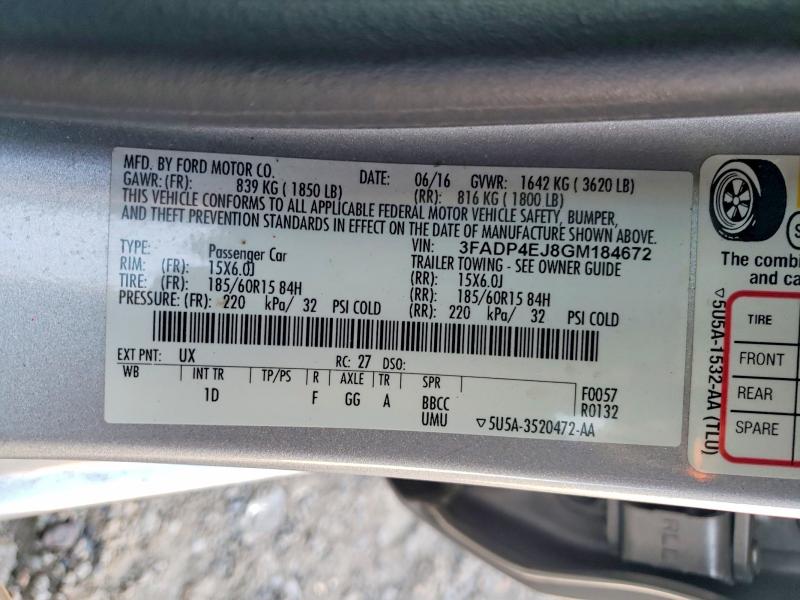 MFD. BY FORD MOTOR CO. DATE: 06/16 GVWR: 1642 KG ( 3620 LB)
GAWR: (FR): 839 KG ( 1850 LB) (RR): 816 KG ( 1800 LB)
THIS VEHICLE CONFORMS TO ALL APPLICABLE FEDERAL MOTOR VEHICLE SAFETY, BUMPER,
AND THEFT PREVENTION STANDARDS IN EFFECT ON THE DATE OF MANUFACTURE SHOWN ABOVE.
TYPE: Passenger Car VIN: 3FADP4EJ8GM184672
TRAILER TOWING - SEE OWNER GUIDE
RIM: (FR): 15X6.0J (RR): 15X6.0J
TIRE: (FR): 185/60R15 84H (RR): 185/60R15 84H
PRESSURE: (FR): 220 kPa/ 32 PSI COLD (RR): 220 kPa/ 32 PSI COLD
EXT PNT: UX RC: 27 DSO:
WB INT TR TP/PS R AXLE TR SPR
1D F GG A BBCC
UMU
F0057
R0132
▽5U5A-3520472-AA
The combi
and ca
TIRE
FRONT
REAR
SPARE
▽5U5A-1532-AA (TLU)